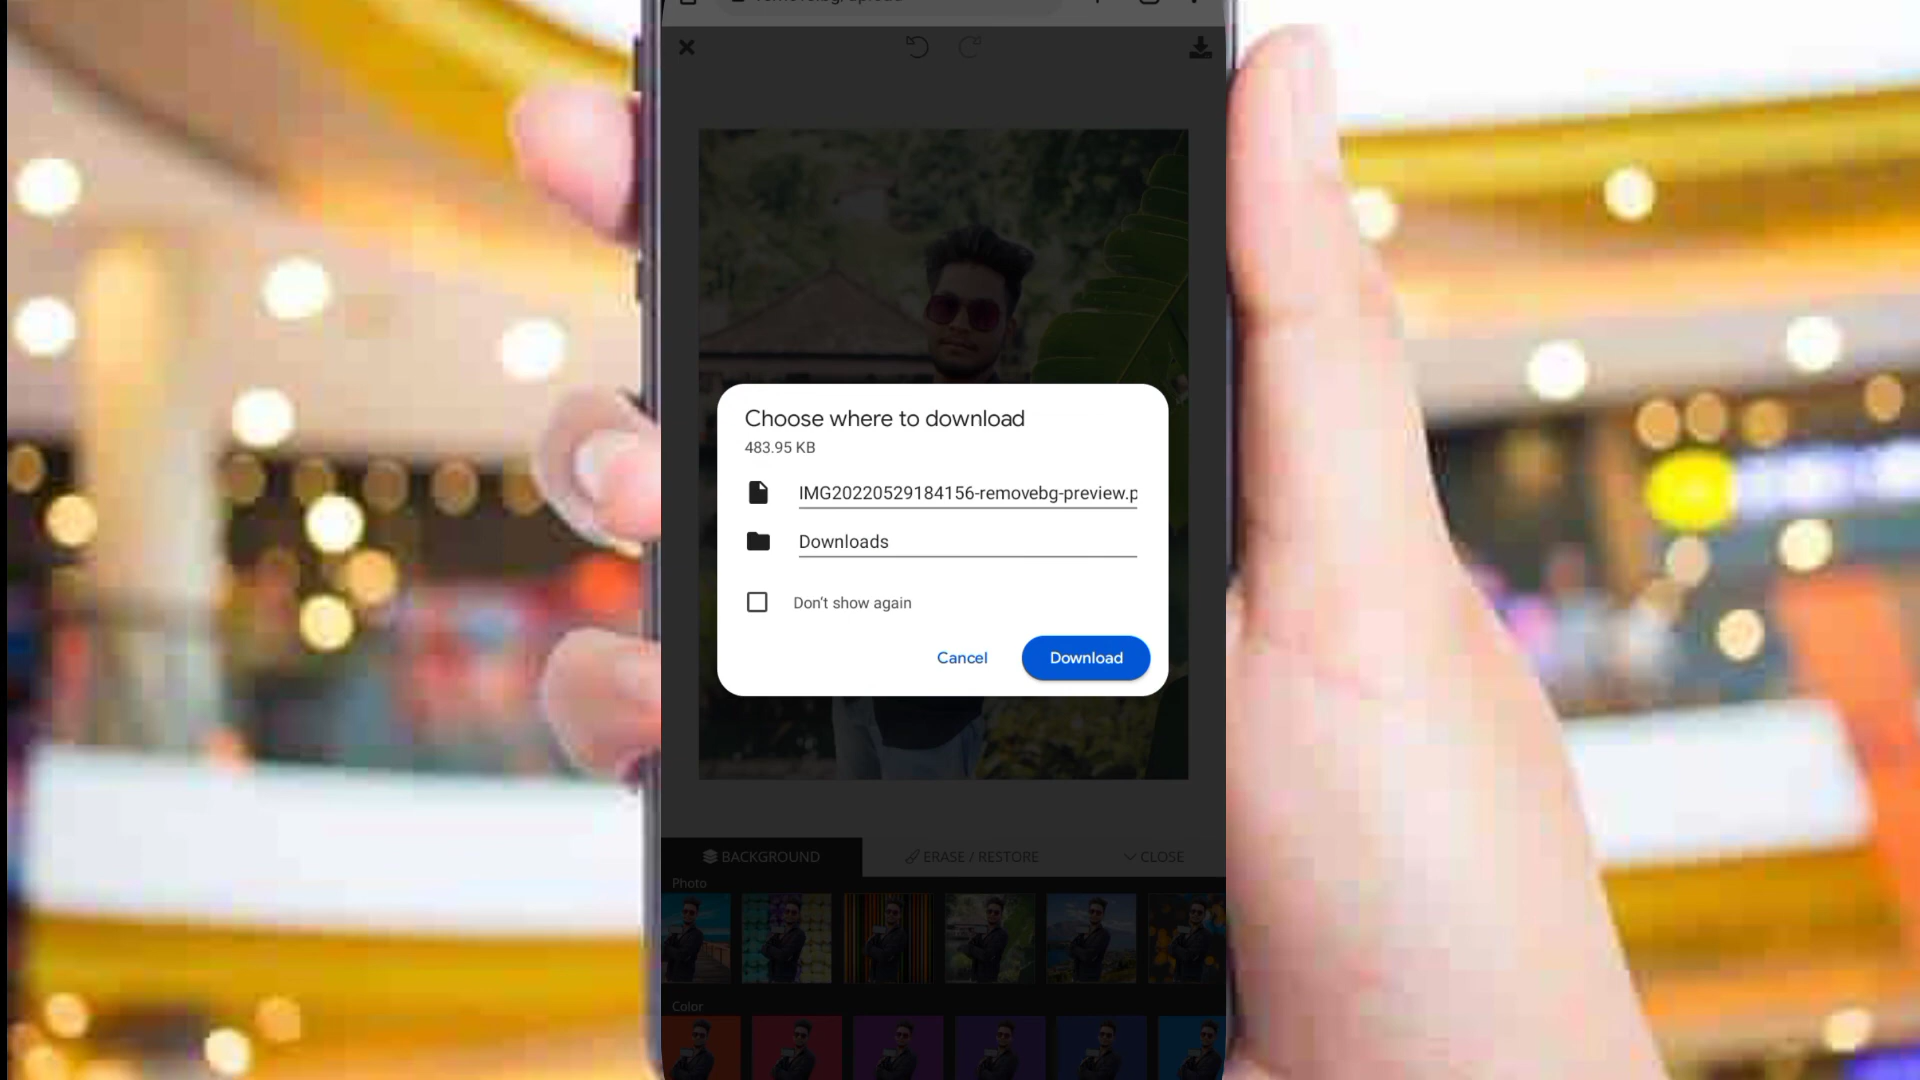 Choose where to download
483.95 KB
IMG20220529184156-removebg-preview.p
Downloads
Don't show again
Cancel
Download
BACKGROUND
ERASE / RESTORE
CLOSE
Photo
Color